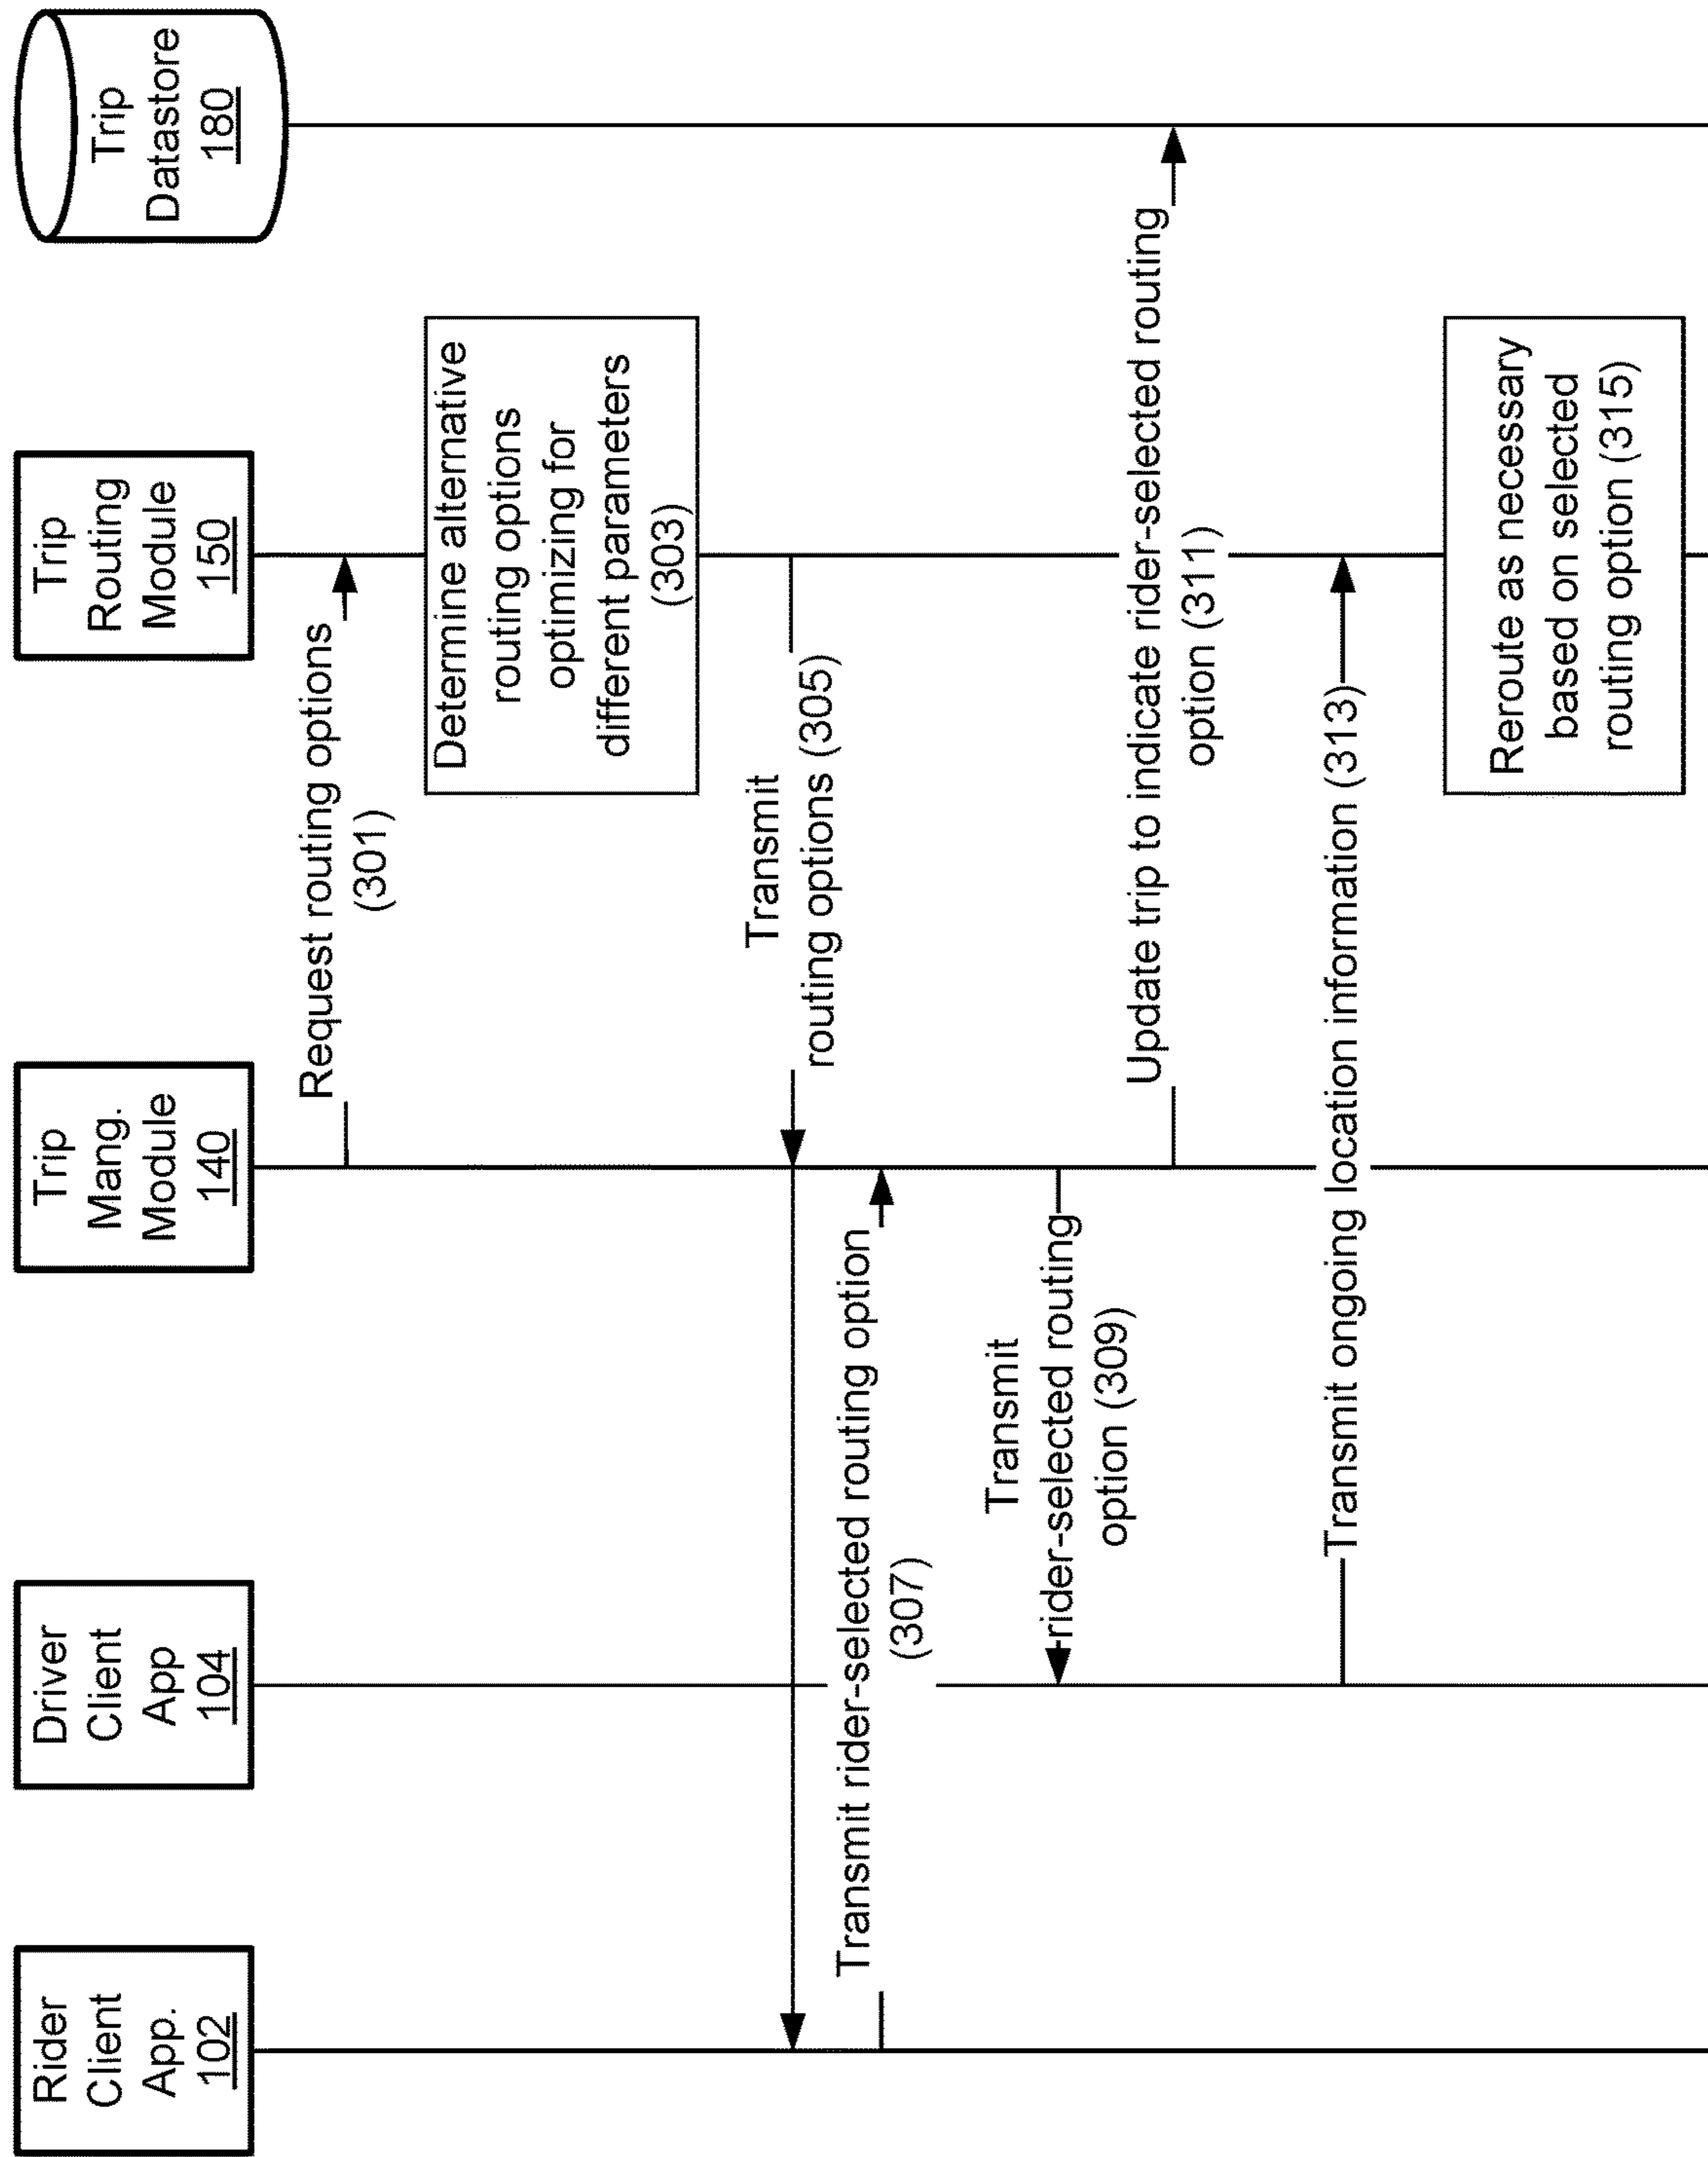 Rider
Client
App.
102
Driver
Client
App
104
Trip
Mang.
Module
140
Trip
Routing
Module
150
Trip
Datastore
180
Request routing options
(301)
Determine alternative
routing options
optimizing for
different parameters
(303)
Transmit
routing options (305)
Transmit rider-selected routing option
(307)
Transmit
rider-selected routing
option (309)
Update trip to indicate rider-selected routing
option (311)
Transmit ongoing location information (313)
Reroute as necessary
based on selected
routing option (315)